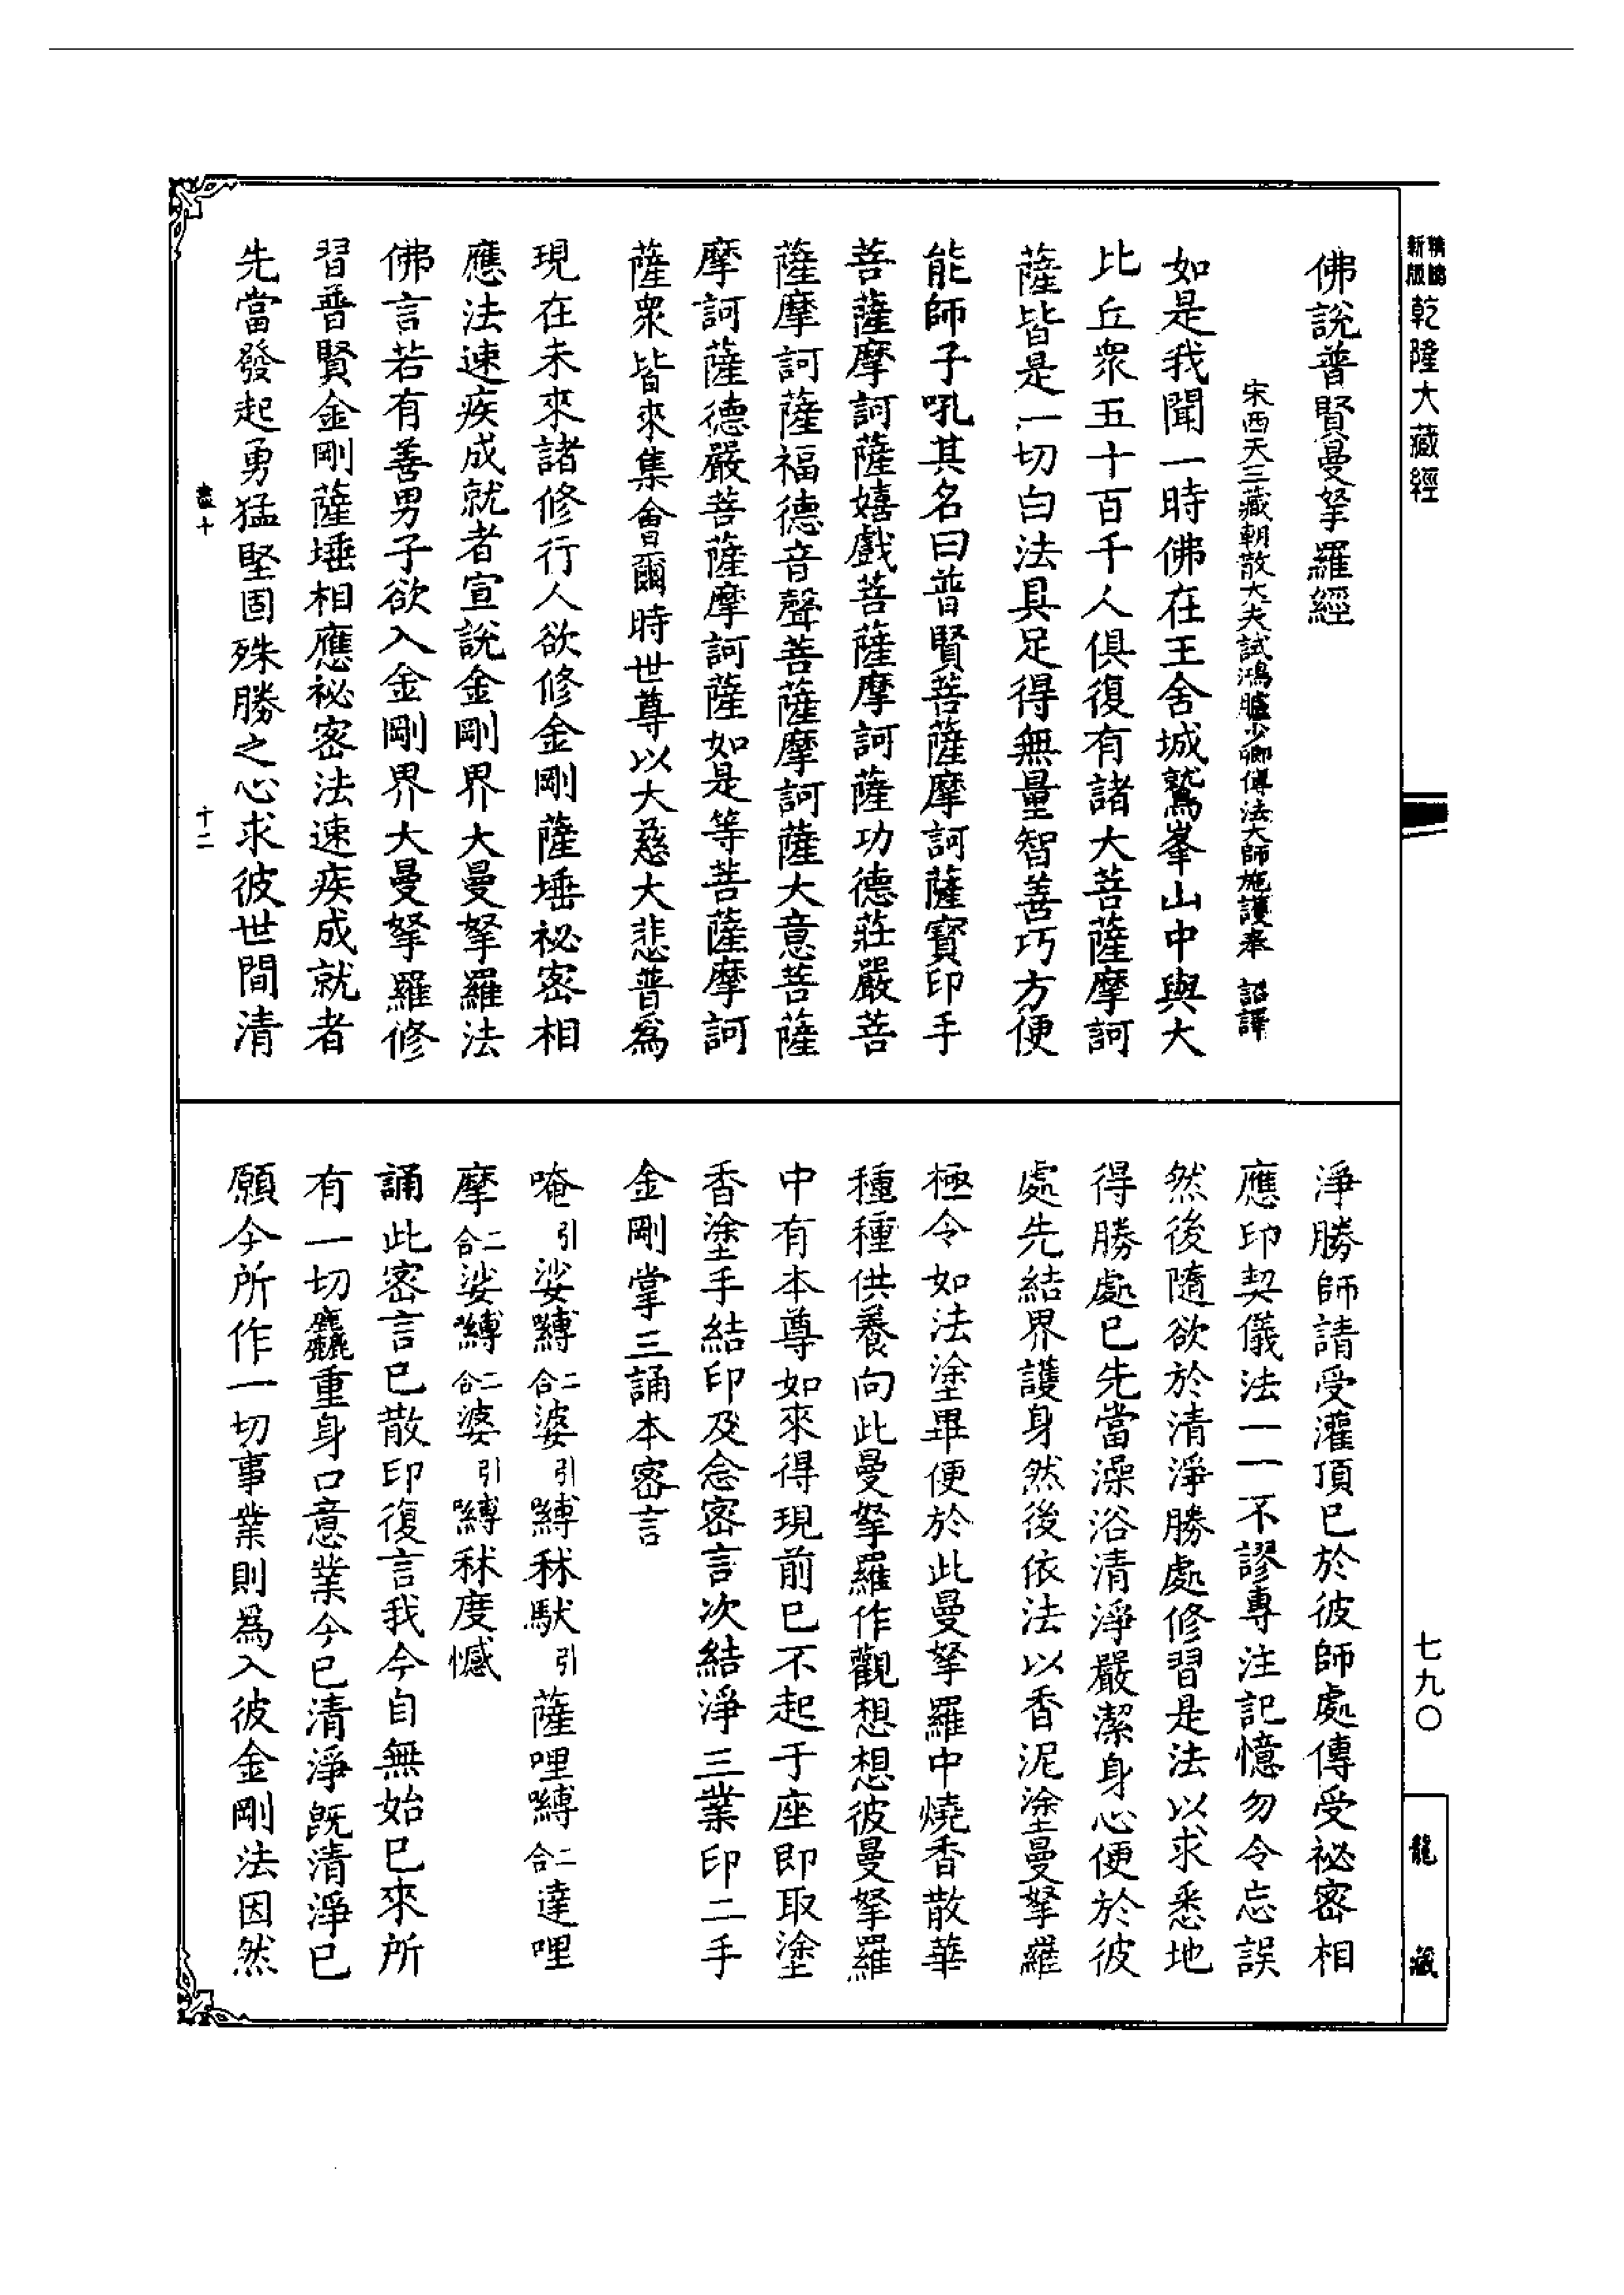 精縮新版乾隆大藏經
佛說普賢曼拏羅經
宋西天三藏朝散大夫試鴻臚少卿傳法大師施護奉 詔譯
如是我聞一時佛在王舍城鷲峯山中與大
比丘衆五十百千人俱復有諸大菩薩摩訶
薩皆是一切白法具足得無量智善巧方便
能師子吼其名曰普賢菩薩摩訶薩寳印手
菩薩摩訶薩嬉戲菩薩摩訶薩功德莊嚴菩
薩摩訶薩福德音聲菩薩摩訶薩大意菩薩
摩訶薩德嚴菩薩摩訶薩如是等菩薩摩訶
薩衆皆來集會爾時世尊以大慈大悲普爲
現在未來諸修行人欲修金剛薩埵祕密相
應法速疾成就者宣說金剛界大曼拏羅法
佛言若有善男子欲入金剛界大曼拏羅修
習普賢金剛薩埵相應祕密法速疾成就者
先當發起勇猛堅固殊勝之心求彼世間清
盡十 十二
淨勝師請受灌頂已於彼師處傳受祕密相
應印契儀法一一不謬專注記憶勿令忘誤
然後隨欲於清淨勝處修習是法以求悉地
得勝處已先當澡浴清淨嚴潔身心便於彼
處先結界護身然後依法以香泥塗曼拏羅
極令如法塗畢便於此曼拏羅中燒香散華
種種供養向此曼拏羅作觀想想彼曼拏羅
中有本尊如來得現前已不起于座即取塗
香塗手結印及念密言次結淨三業印二手
金剛掌三誦本密言
唵引娑嚩二合婆引嚩秫馱引薩哩嚩二合達哩
摩二合娑嚩二合婆引嚩秫度憾
誦此密言已散印復言我今自無始已來所
有一切麤重身口意業今已清淨旣清淨已
願今所作一切事業則爲入彼金剛法因然
七九〇
龍藏